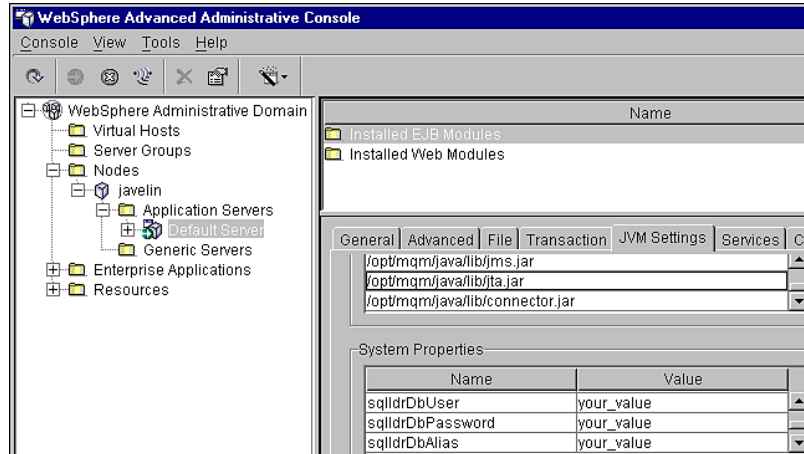 WebSphere Advanced Administrative Console
Console View Tools Help
WebSphere Administrative Domain
Virtual Hosts
Server Groups
Nodes
javelin
Application Servers
Default Server
Generic Servers
Enterprise Applications
Resources
Name
Installed EJB Modules
Installed Web Modules
General Advanced File Transaction JVM Settings Services C
/opt/mqm/java/lib/jms.jar
/opt/mqm/java/lib/jta.jar
/opt/mqm/java/lib/connector.jar
System Properties
Name Value
sqlldrDbUser your_value
sqlldrDbPassword your_value
sqlldrDbAlias your_value